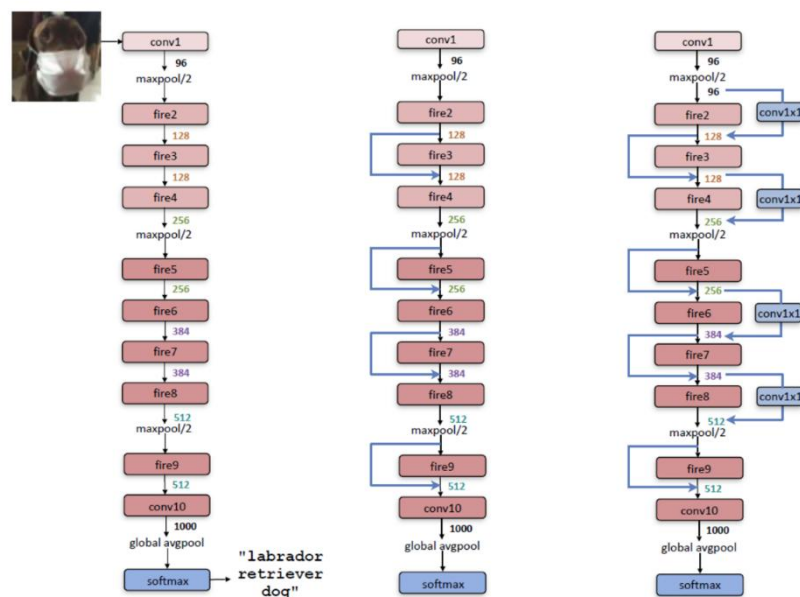 conv1
96
maxpool/2
fire2
128
fire3
128
fire4
256
maxpool/2
fire5
256
fire6
384
fire7
384
fire8
512
maxpool/2
fire9
512
conv10
1000
global avgpool
softmax
"labrador
retriever
dog"
conv1
96
maxpool/2
fire2
128
fire3
128
fire4
256
maxpool/2
fire5
256
fire6
384
fire7
384
fire8
512
maxpool/2
fire9
512
conv10
1000
global avgpool
softmax
conv1
96
maxpool/2
96
fire2
conv1x1
128
fire3
128
fire4
conv1x1
256
maxpool/2
fire5
256
fire6
conv1x1
384
fire7
384
fire8
conv1x1
512
maxpool/2
fire9
512
conv10
1000
global avgpool
softmax